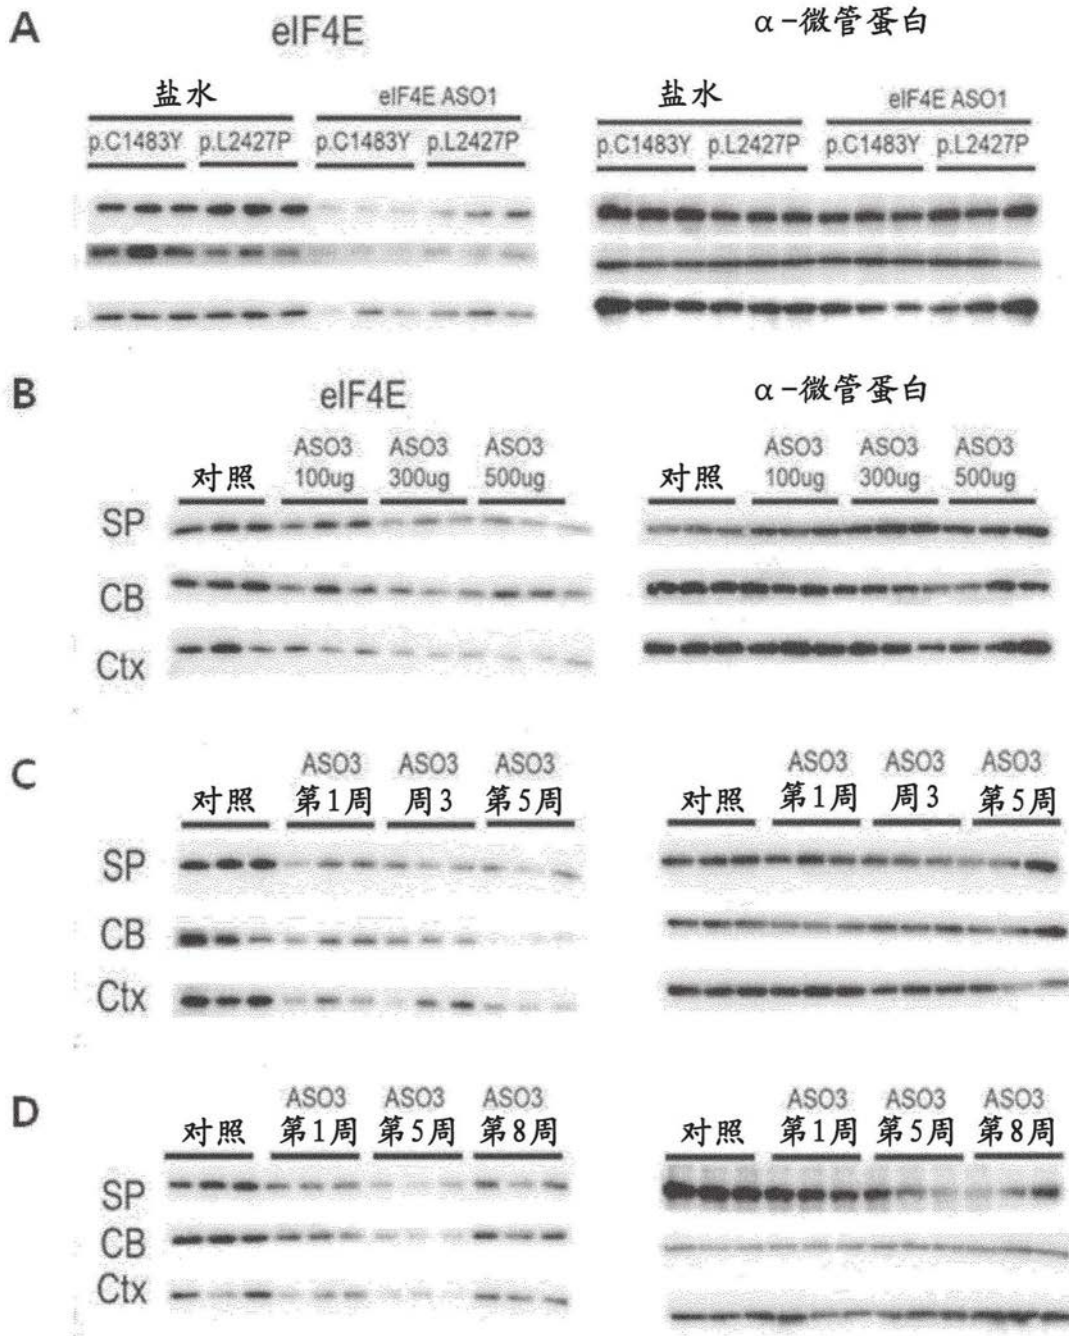 A
eIF4E
α-微管蛋白
盐水 eIF4E ASO1 盐水 eIF4E ASO1
p.C1483Y p.L2427P p.C1483Y p.L2427P p.C1483Y p.L2427P p.C1483Y p.L2427P
B
eIF4E
α-微管蛋白
ASO3 ASO3 ASO3 ASO3 ASO3 ASO3
对照 100ug 300ug 500ug 对照 100ug 300ug 500ug
SP
CB
Ctx
C
ASO3 ASO3 ASO3 ASO3 ASO3 ASO3
对照 第1周 周3 第5周 对照 第1周 周3 第5周
SP
CB
Ctx
D
ASO3 ASO3 ASO3 ASO3 ASO3 ASO3
对照 第1周 第5周 第8周 对照 第1周 第5周 第8周
SP
CB
Ctx